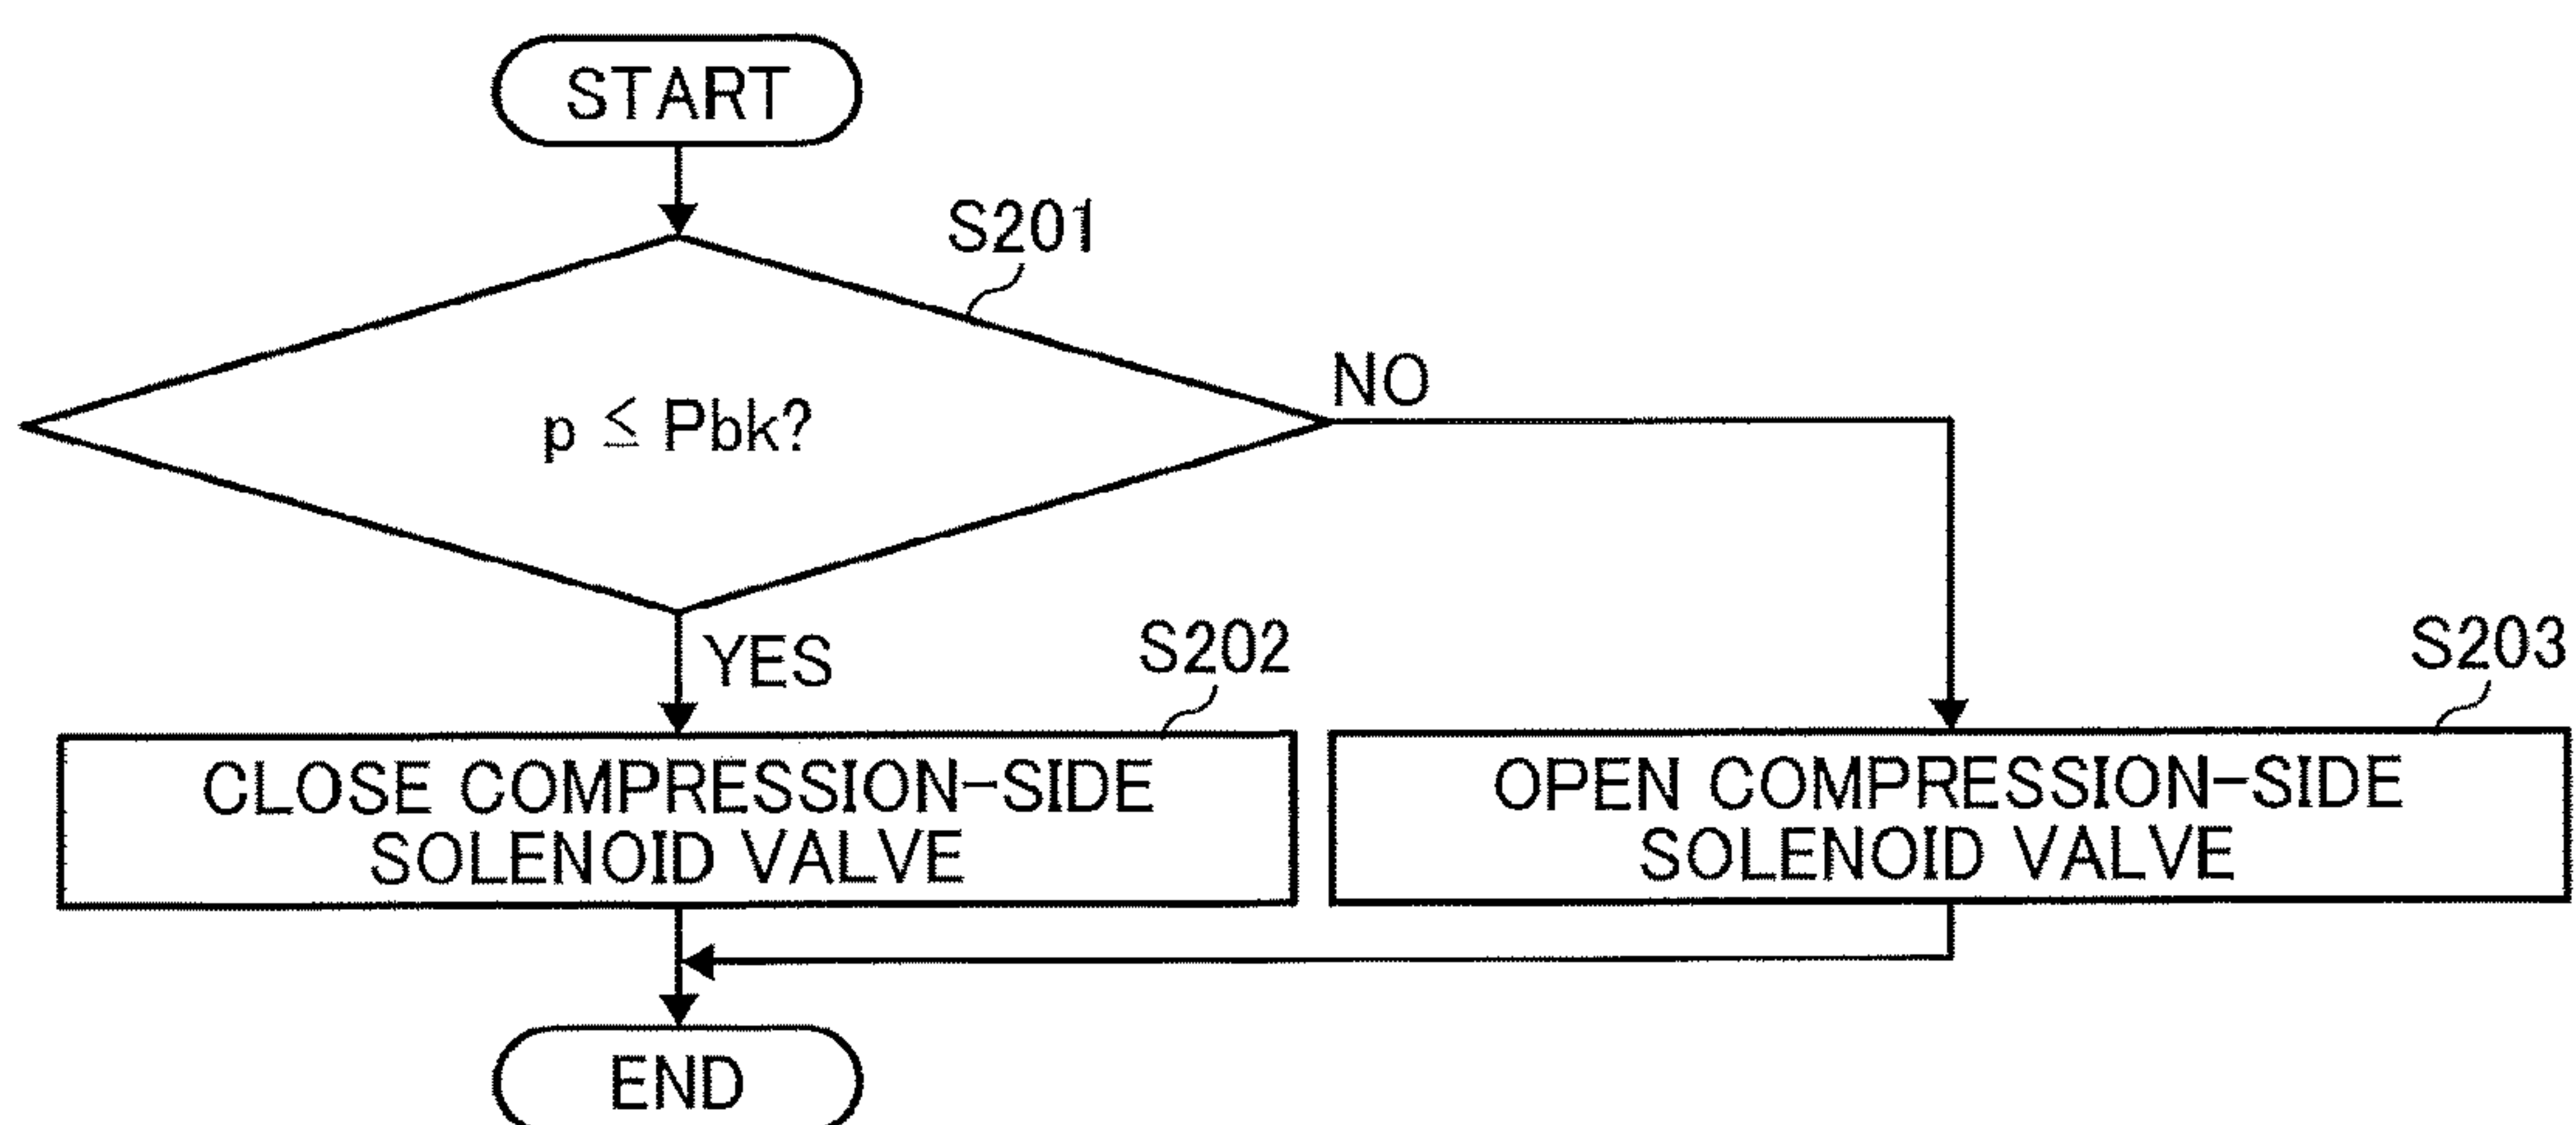 START
S201
p ≦ Pbk?
NO
YES
S202
S203
CLOSE COMPRESSION-SIDE
SOLENOID VALVE
OPEN COMPRESSION-SIDE
SOLENOID VALVE
END